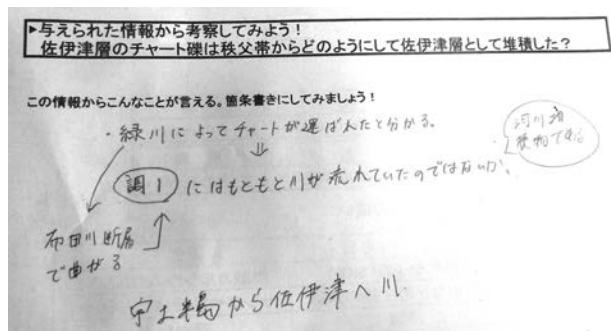 ▶与えられた情報から考察してみよう！
佐伊津層のチャート礫は秩父帯からどのようにして佐伊津層として堆積した？
この情報からこんなことが言える。箇条書きにしてみましょう！
・緑川によってチャートが運ばれたと分かる。
河川堆
積物である
調1 にはもともと川が流れていたのではないか。
布田川断層
で曲がる
宇土半島から佐伊津へ川